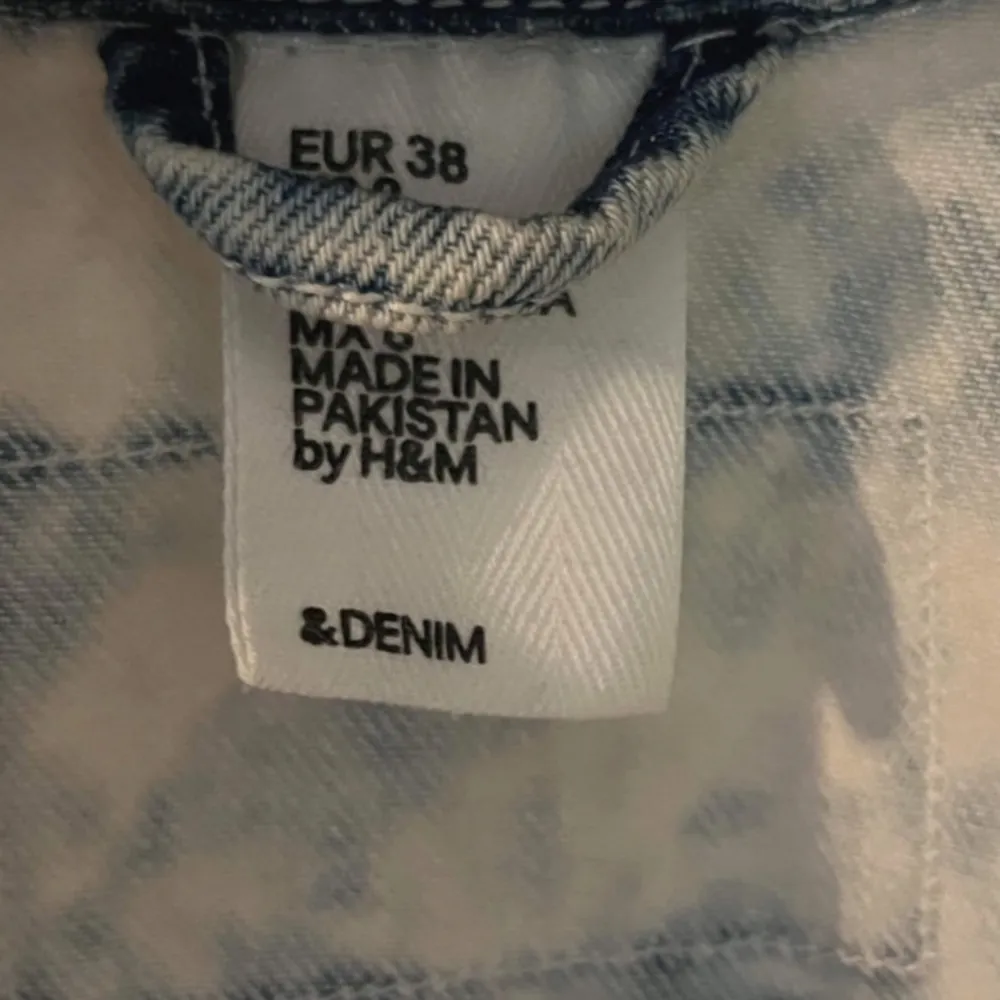 EUR 38
MADE IN
PAKISTAN
by H&M
&DENIM